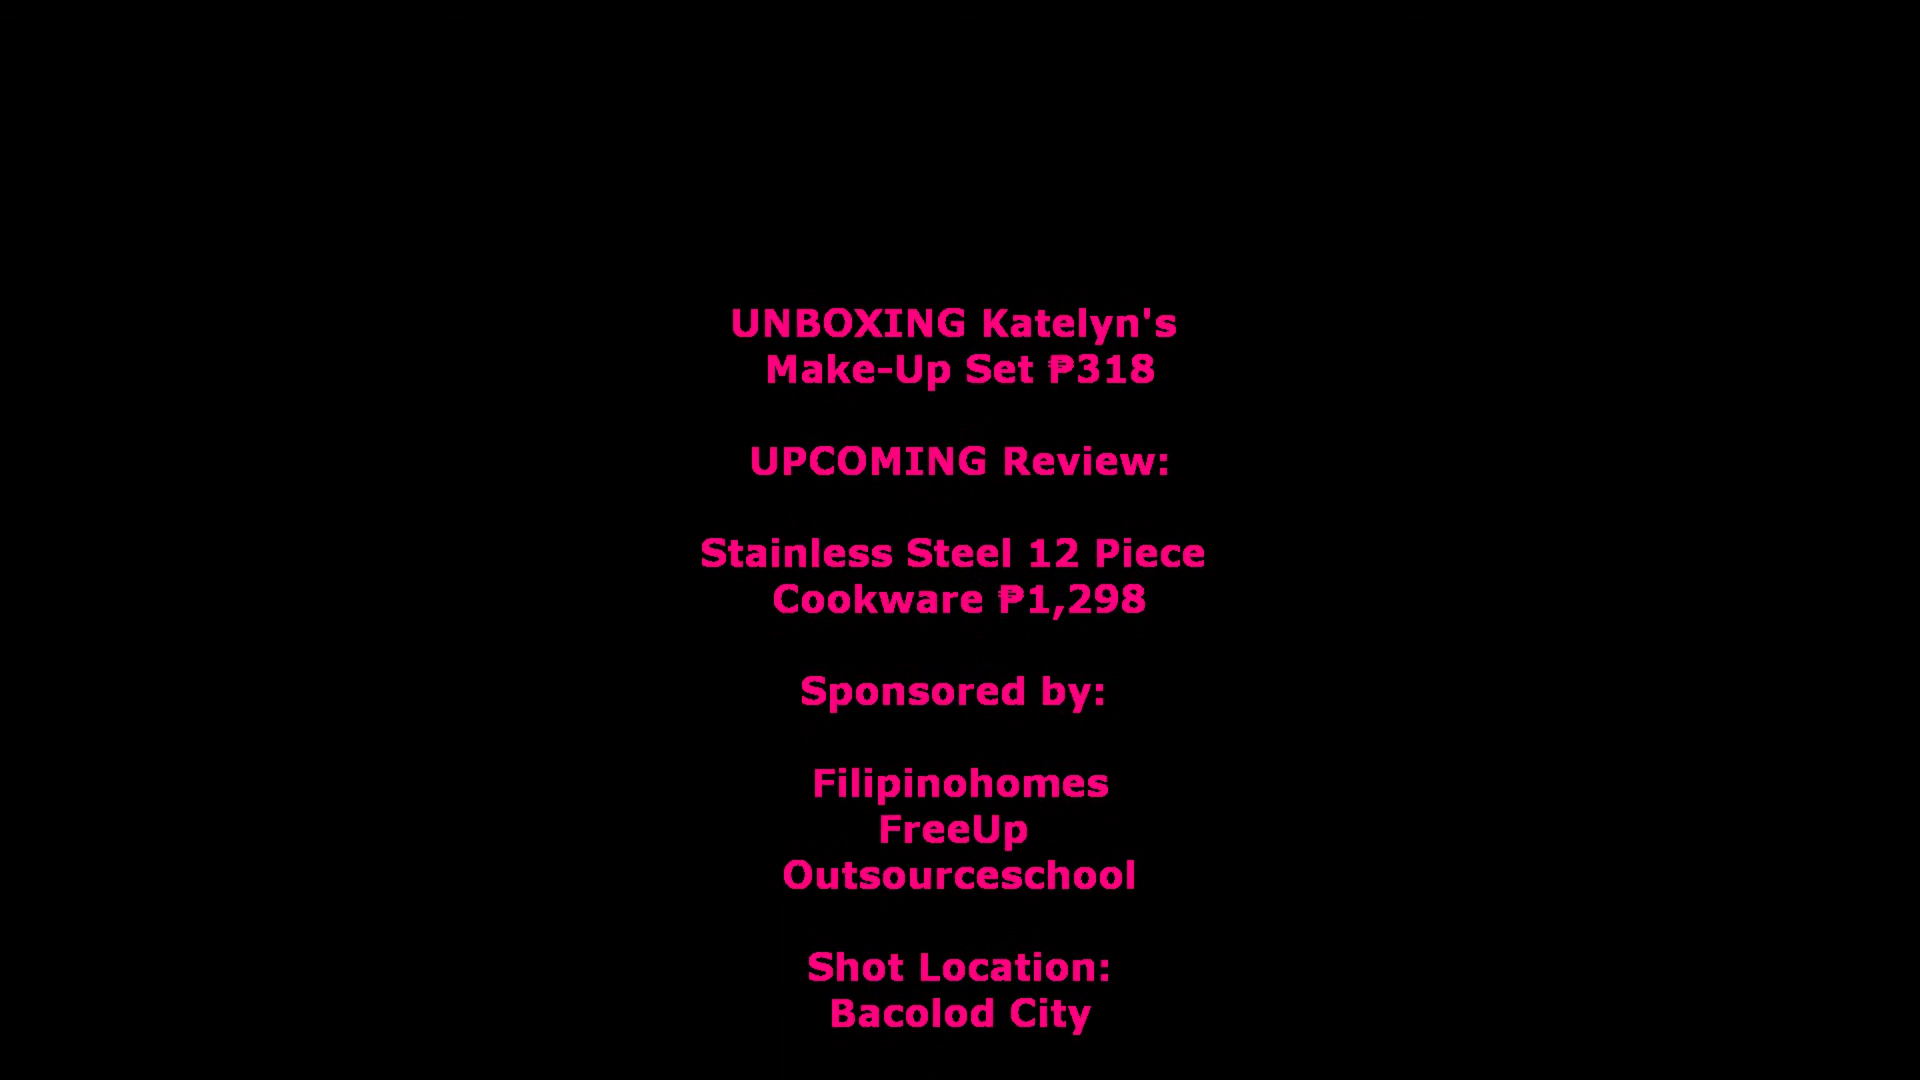 UNBOXING Katelyn's
Make-Up Set ₱318
UPCOMING Review:
Stainless Steel 12 Piece
Cookware ₱1,298
Sponsored by:
Filipinohomes
FreeUp
Outsourceschool
Shot Location:
Bacolod City